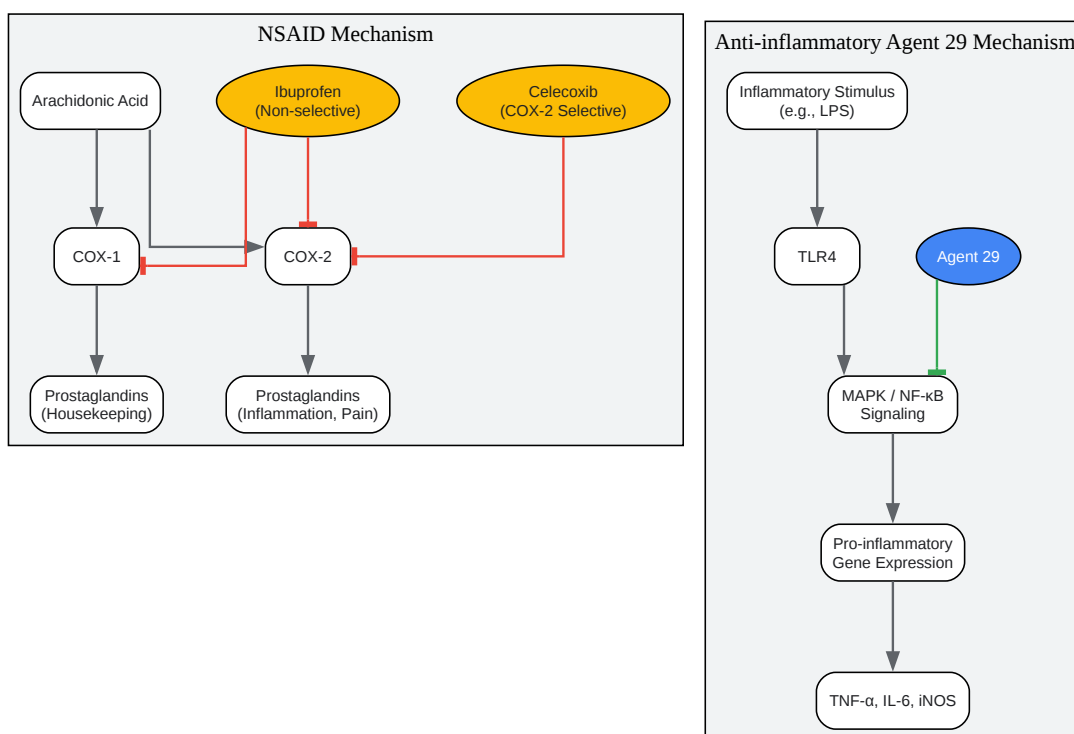 NSAID Mechanism
Arachidonic Acid
Ibuprofen
(Non-selective)
Celecoxib
(COX-2 Selective)
COX-1
COX-2
Prostaglandins
(Housekeeping)
Prostaglandins
(Inflammation, Pain)
Anti-inflammatory Agent 29 Mechanism
Inflammatory Stimulus
(e.g., LPS)
TLR4
Agent 29
MAPK / NF-κB
Signaling
Pro-inflammatory
Gene Expression
TNF-α, IL-6, iNOS